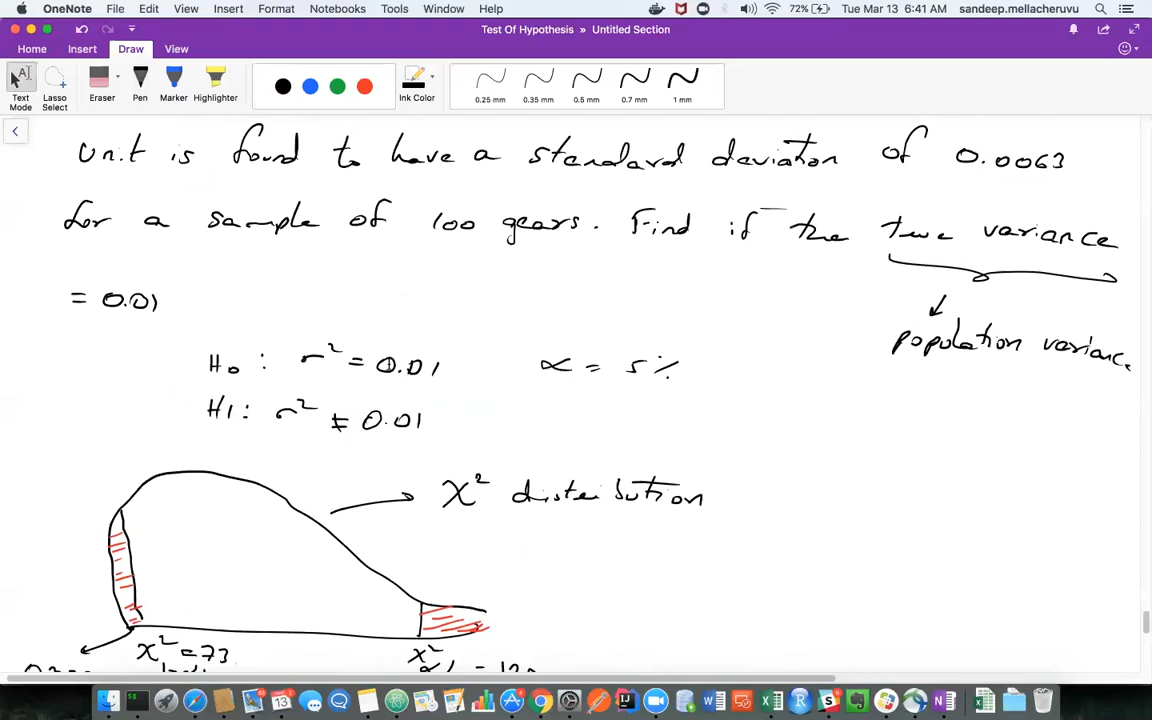 OneNote File Edit View Insert Format Notebooks Tools Window Help 72% Tue Mar 13 6:41 AM sandeep.mellacheruvu
Test Of Hypothesis » Untitled Section
Home Insert Draw View
Text Mode Lasso Select Eraser Pen Marker Highlighter Ink Color 0.25 mm 0.35 mm 0.5 mm 0.7 mm 1 mm
Unit is found to have a standard deviation of 0.0063
for a sample of 100 gears. Find if the true variance
= 0.01
population variance
H0 : σ² = 0.01 α = 5 %
H1 : σ² ≠ 0.01
χ² distribution
χ² = 73
χ²